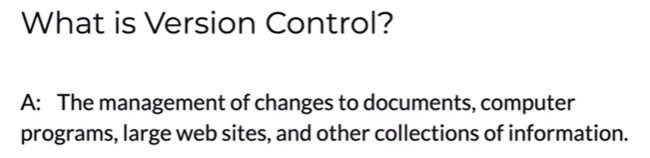 What is Version Control?
A: The management of changes to documents, computer
programs, large web sites, and other collections of information.